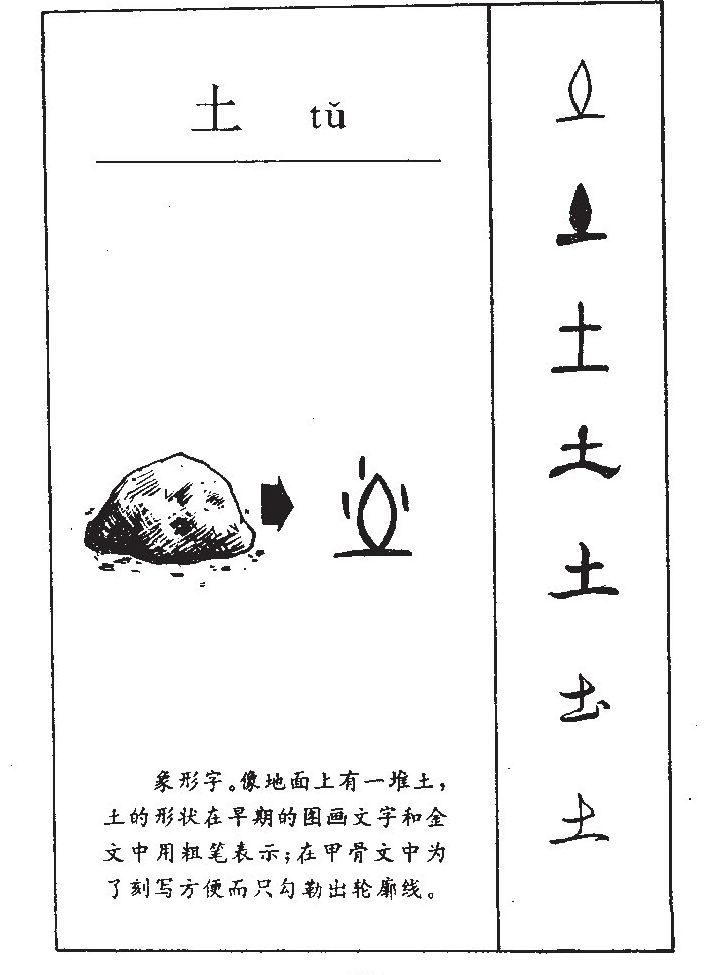 土 tǔ
象形字。像地面上有一堆土，
土的形状在早期的图画文字和金
文中用粗笔表示；在甲骨文中为
了刻写方便而只勾勒出轮廓线。
土
土
土
土
土